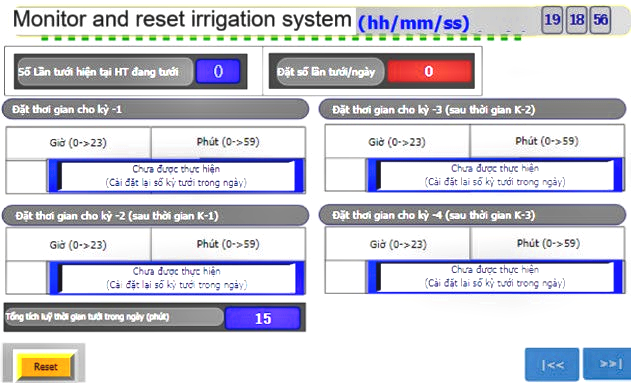 Monitor and reset irrigation system (hh/mm/ss) 19 18 56
Số Lần tưới hiện tại HT đang tưới 0 Đặt số lần tưới/ngày 0
Đặt thời gian cho kỳ -1
Giờ (0->23) Phút (0->59)
Chưa được thực hiện
(Cài đặt lại số kỳ tưới trong ngày)
Đặt thơi gian cho kỳ -3 (sau thời gian K-2)
Giờ (0->23) Phút (0->59)
Chưa được thực hiện
(Cài đặt lại số kỳ tưới trong ngày)
Đặt thơi gian cho kỳ -2 (sau thời gian K-1)
Giờ (0->23) Phút (0->59)
Chưa được thực hiện
(Cài đặt lại số kỳ tưới trong ngày)
Đặt thơi gian cho kỳ -4 (sau thời gian K-3)
Giờ (0->23) Phút (0->59)
Chưa được thực hiện
(Cài đặt lại số kỳ tưới trong ngày)
Tổng tích luỹ thời gian tưới trong ngày (phút) 15
Reset |<< >>|